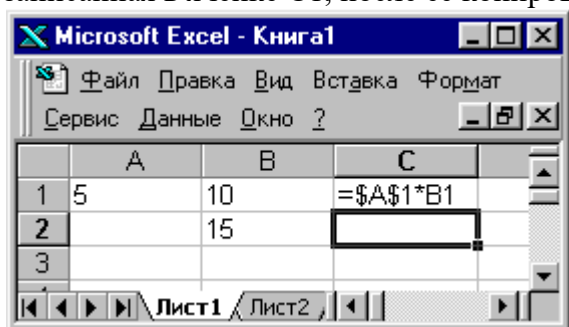 Microsoft Excel - Книга1
Файл Правка Вид Вставка Формат
Сервис Данные Окно ?
A B C
1 5 10 =$A$1*B1
2 15
3
Лист1 Лист2